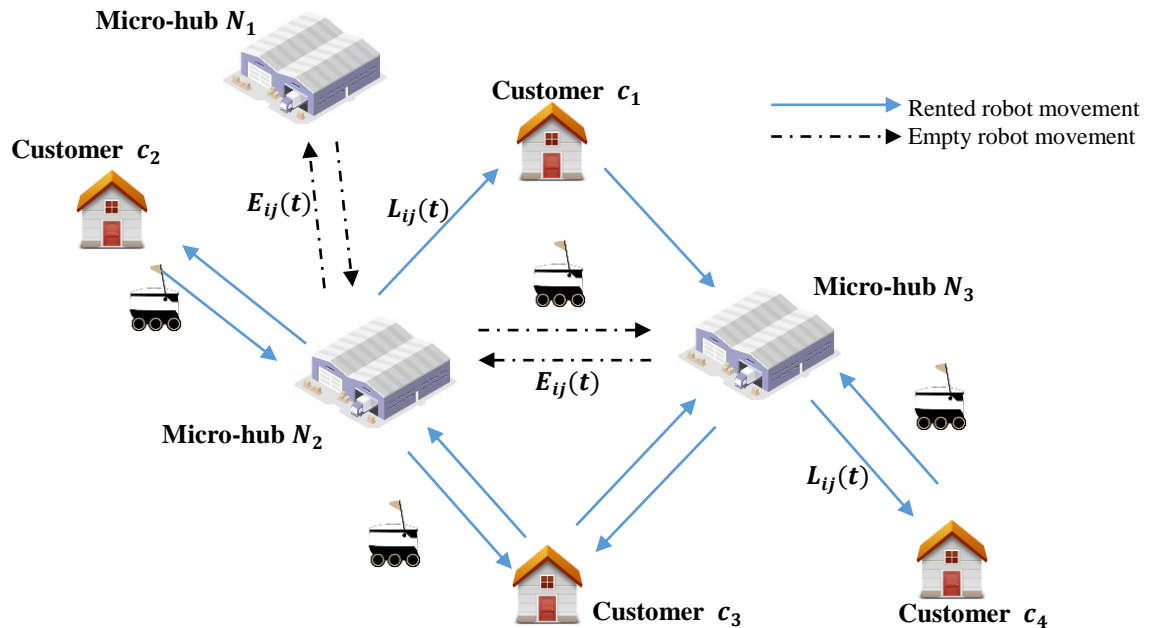 Micro-hub N₁
Customer c₁
Rented robot movement
Empty robot movement
Customer c₂
Eᵢⱼ(t)
Lᵢⱼ(t)
Micro-hub N₃
Eᵢⱼ(t)
Micro-hub N₂
Lᵢⱼ(t)
Customer c₃
Customer c₄